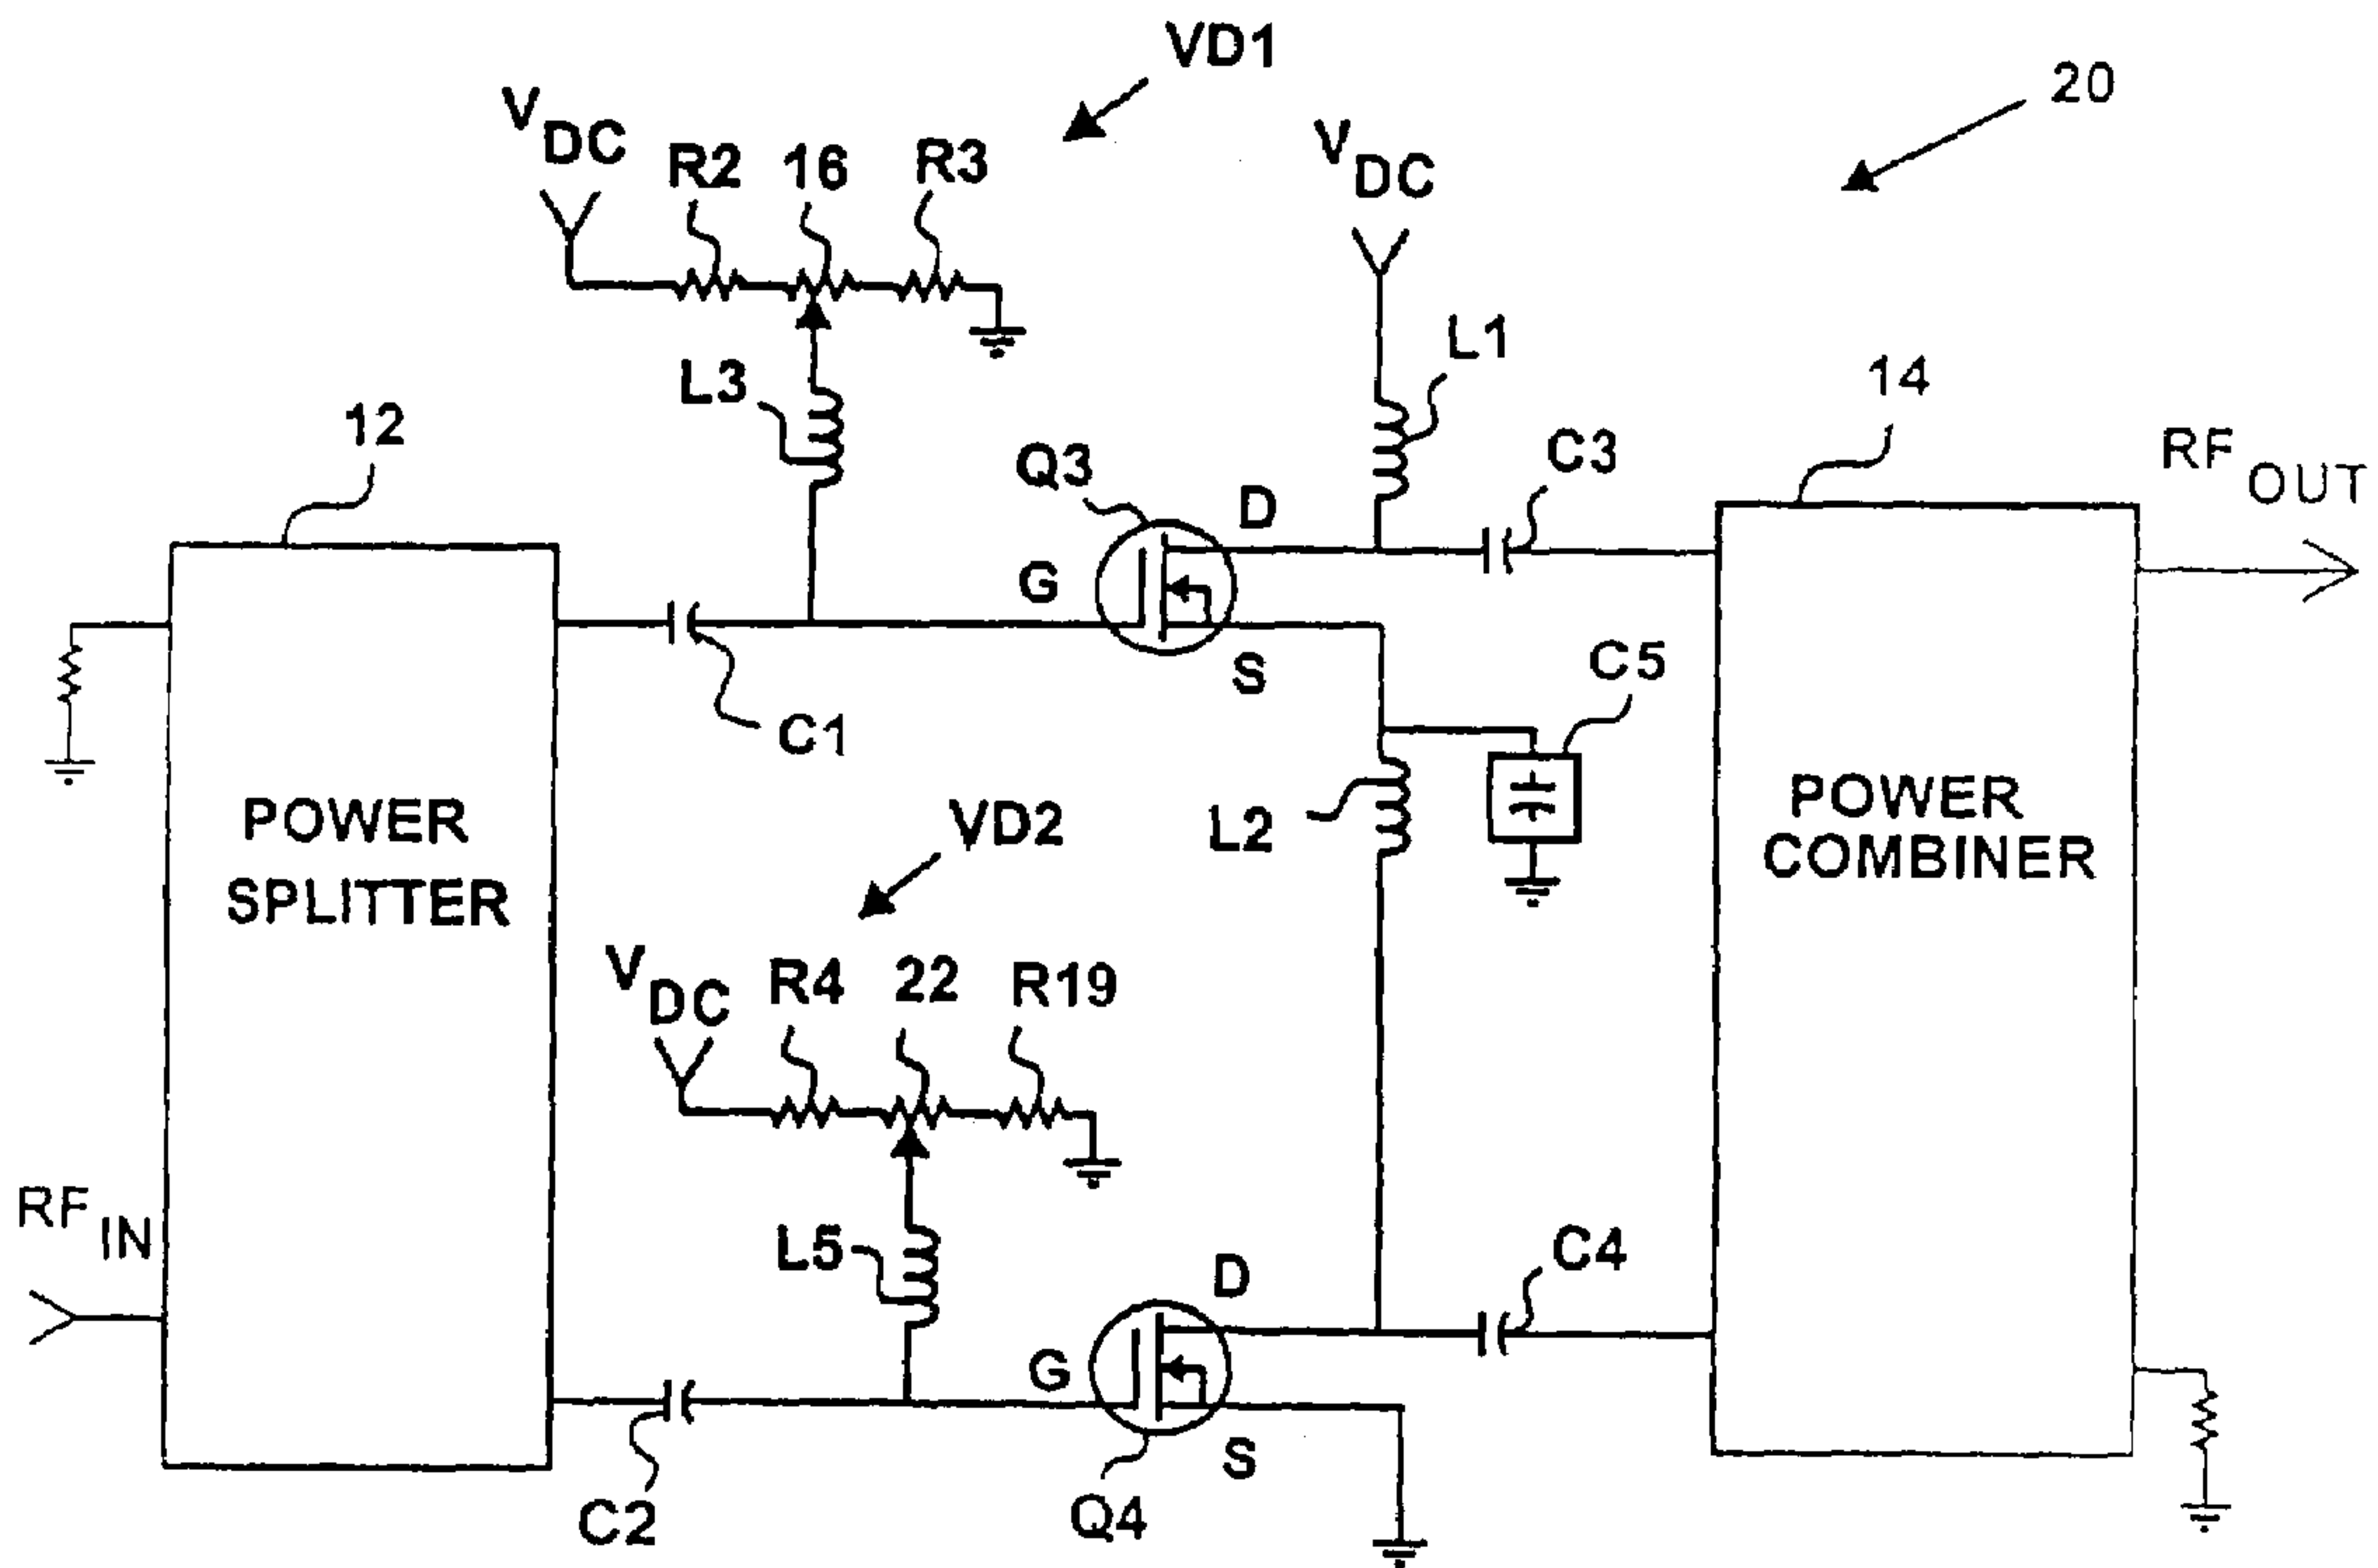 VD1
20
VDC
R2
16
R3
VDC
L1
L3
14
12
C3
RF OUT
Q3
D
G
S
C5
C1
POWER
SPLITTER
VD2
L2
POWER
COMBINER
VDC
R4
22
R19
RF IN
L5
D
C4
G
S
C2
Q4